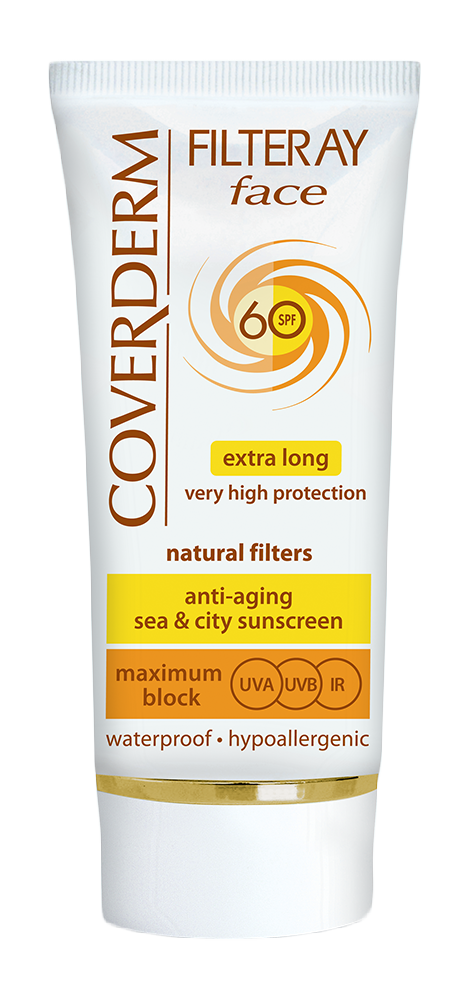 COVERDERM
FILTERAY
face
60 SPF
extra long
very high protection
natural filters
anti-aging
sea & city sunscreen
maximum
block
UVA UVB IR
waterproof • hypoallergenic